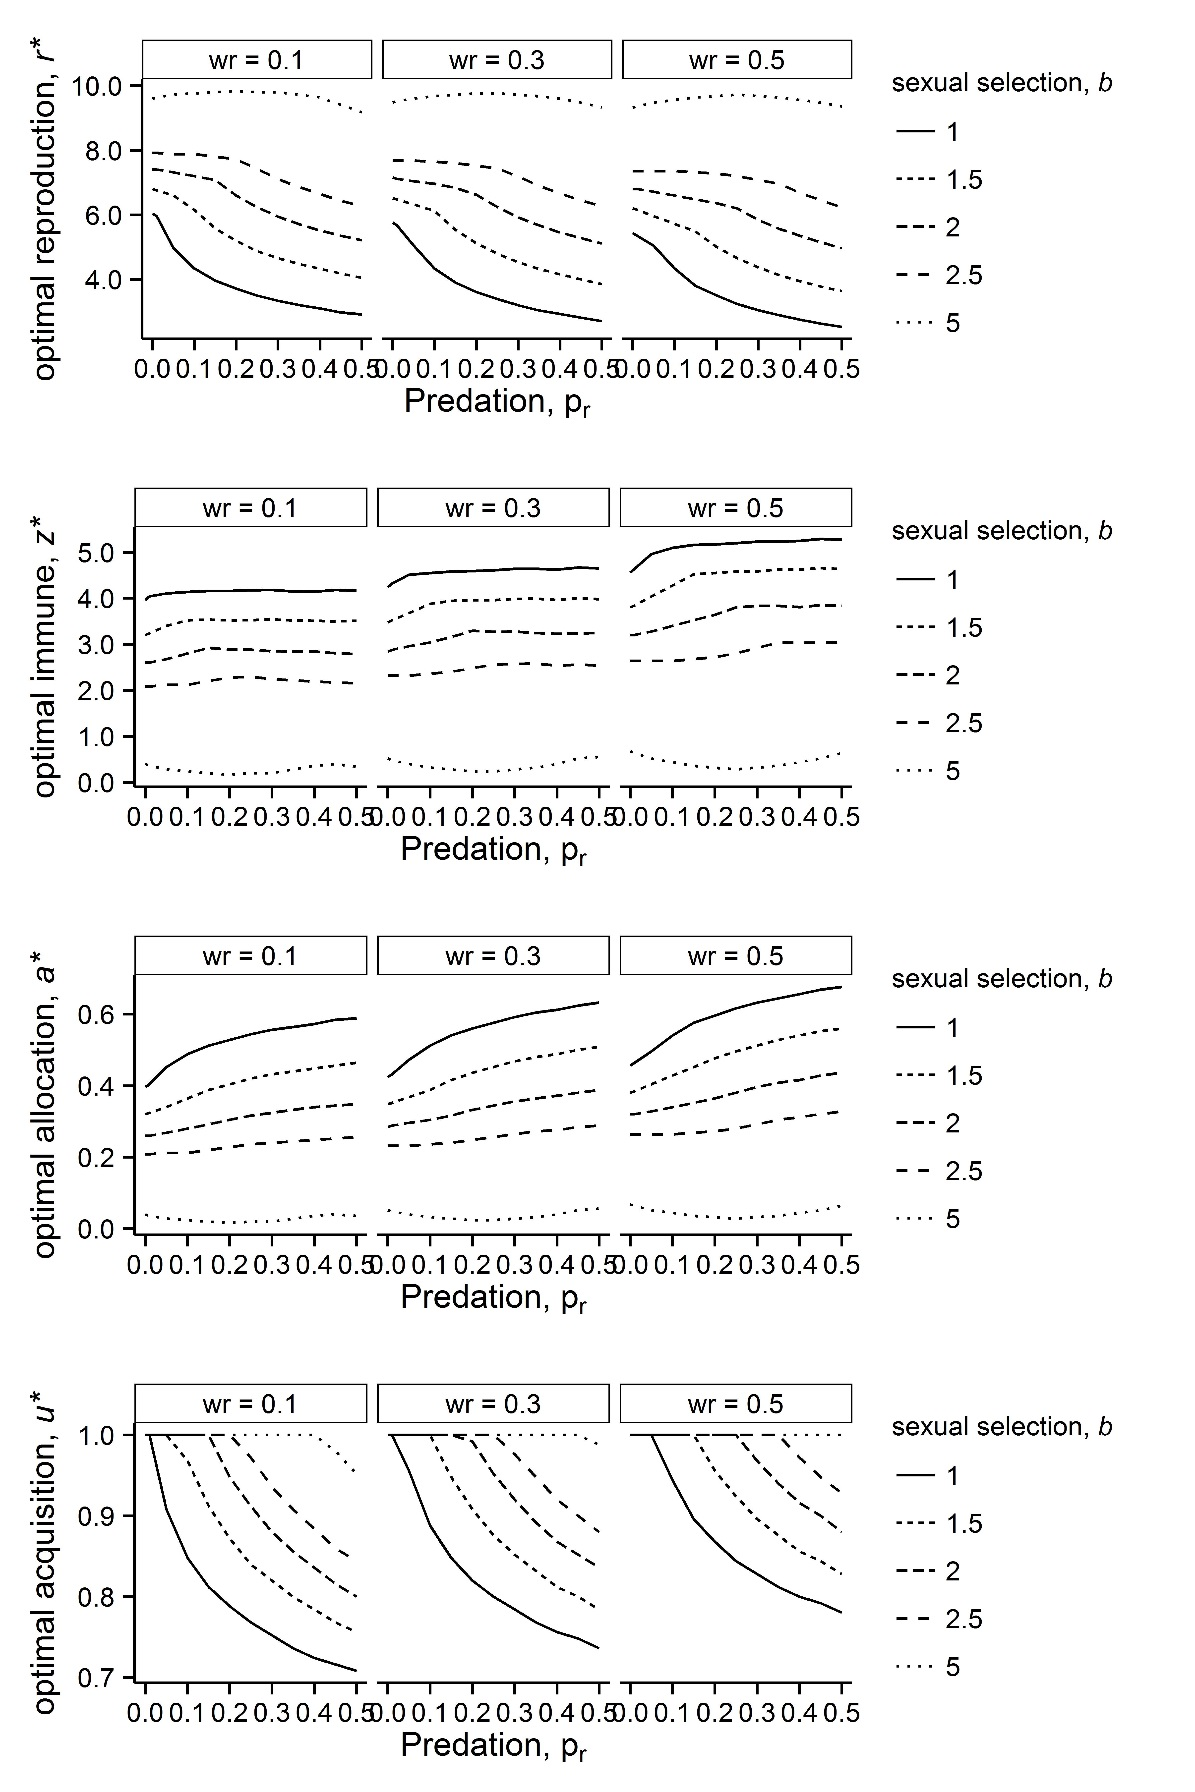 optimal reproduction, r*
wr = 0.1 wr = 0.3 wr = 0.5
10.0
8.0
6.0
4.0
0.0 0.1 0.2 0.3 0.4 0.5 0.0 0.1 0.2 0.3 0.4 0.5 0.0 0.1 0.2 0.3 0.4 0.5
Predation, pr
sexual selection, b
1
1.5
2
2.5
5
optimal immune, z*
wr = 0.1 wr = 0.3 wr = 0.5
5.0
4.0
3.0
2.0
1.0
0.0
0.0 0.1 0.2 0.3 0.4 0.5 0.0 0.1 0.2 0.3 0.4 0.5 0.0 0.1 0.2 0.3 0.4 0.5
Predation, pr
sexual selection, b
1
1.5
2
2.5
5
optimal allocation, a*
wr = 0.1 wr = 0.3 wr = 0.5
0.6
0.4
0.2
0.0
0.0 0.1 0.2 0.3 0.4 0.5 0.0 0.1 0.2 0.3 0.4 0.5 0.0 0.1 0.2 0.3 0.4 0.5
Predation, pr
sexual selection, b
1
1.5
2
2.5
5
optimal acquisition, u*
wr = 0.1 wr = 0.3 wr = 0.5
1.0
0.9
0.8
0.7
0.0 0.1 0.2 0.3 0.4 0.5 0.0 0.1 0.2 0.3 0.4 0.5 0.0 0.1 0.2 0.3 0.4 0.5
Predation, pr
sexual selection, b
1
1.5
2
2.5
5